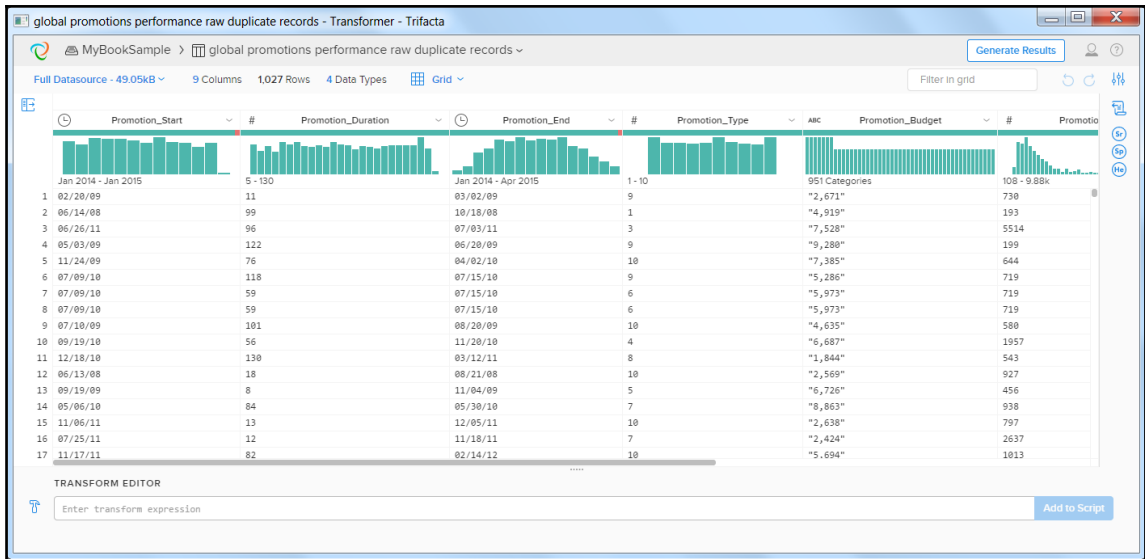 global promotions performance raw duplicate records - Transformer - Trifacta
MyBookSample > global promotions performance raw duplicate records
Generate Results
Full Datasource - 49.05kB 9 Columns 1,027 Rows 4 Data Types Grid Filter in grid
Promotion_Start # Promotion_Duration Promotion_End # Promotion_Type ABC Promotion_Budget # Promotio
Jan 2014 - Jan 2015 5 - 130 Jan 2014 - Apr 2015 1 - 10 951 Categories 108 - 9.88k
Sr
Sp
He
1 02/20/09 11 03/02/09 9 "2,671" 730
2 06/14/08 99 10/18/08 1 "4,919" 193
3 06/26/11 96 07/03/11 3 "7,528" 5514
4 05/03/09 122 06/20/09 9 "9,280" 199
5 11/24/09 76 04/02/10 10 "7,385" 644
6 07/09/10 118 07/15/10 9 "5,286" 719
7 07/09/10 59 07/15/10 6 "5,973" 719
8 07/09/10 59 07/15/10 6 "5,973" 719
9 07/10/09 101 08/20/09 10 "4,635" 580
10 09/19/10 56 11/20/10 4 "6,687" 1957
11 12/18/10 130 03/12/11 8 "1,844" 543
12 06/13/08 18 08/21/08 10 "2,569" 927
13 09/19/09 8 11/04/09 5 "6,726" 456
14 05/06/10 84 05/30/10 7 "8,863" 938
15 11/06/11 13 12/05/11 10 "2,638" 797
16 07/25/11 12 11/18/11 7 "2,424" 2637
17 11/17/11 82 02/14/12 10 "5,694" 1013
TRANSFORM EDITOR
Enter transform expression
Add to Script